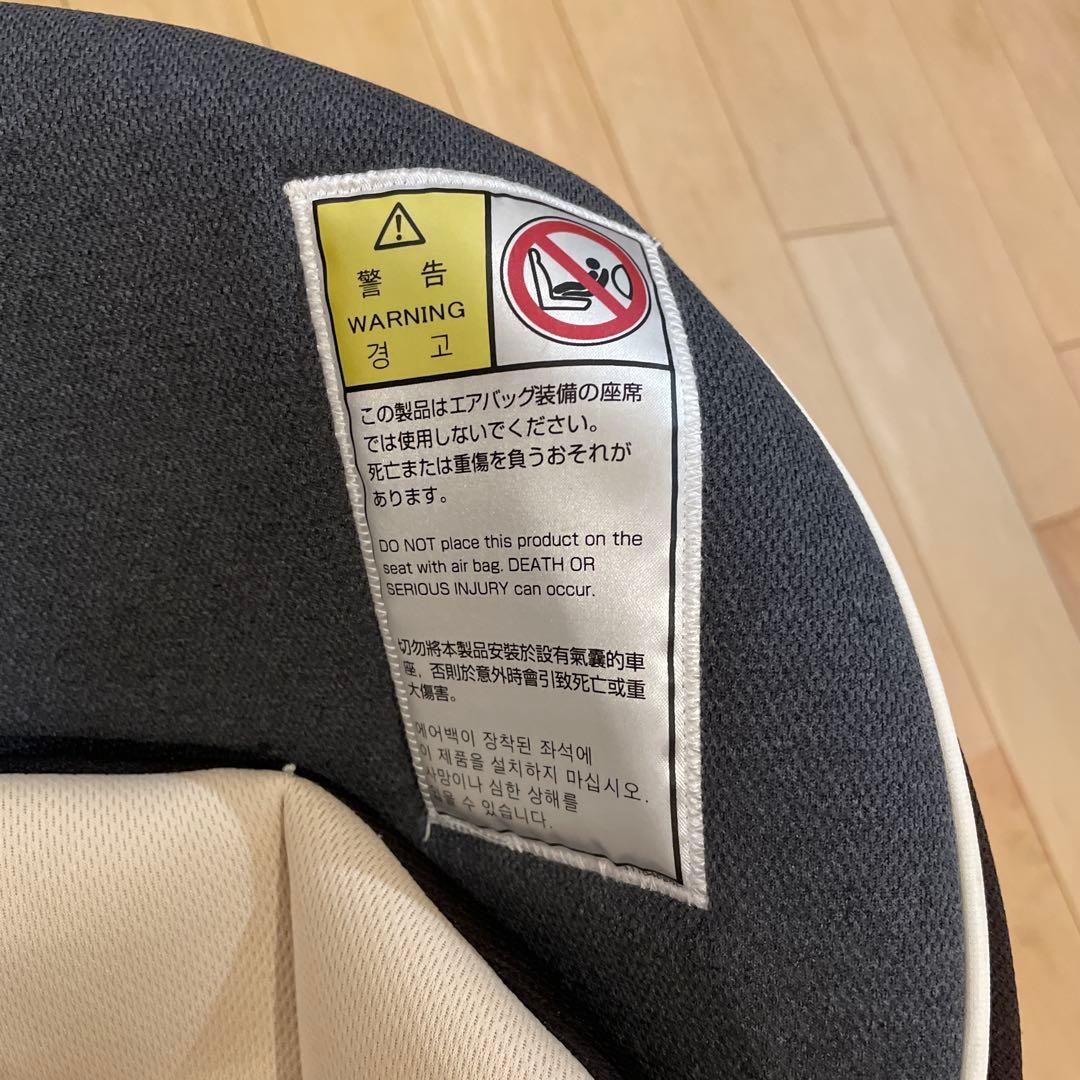 警告
WARNING
경고
この製品はエアバッグ装備の座席
では使用しないでください。
死亡または重傷を負うおそれが
あります。
DO NOT place this product on the
seat with air bag. DEATH OR
SERIOUS INJURY can occur.
切勿將本製品安裝於設有氣囊的車
座，否則於意外時會引致死亡或重
大傷害。
에어백이 장착된 좌석에
이 제품을 설치하지 마십시오.
사망이나 심한 상해를
수 있습니다.